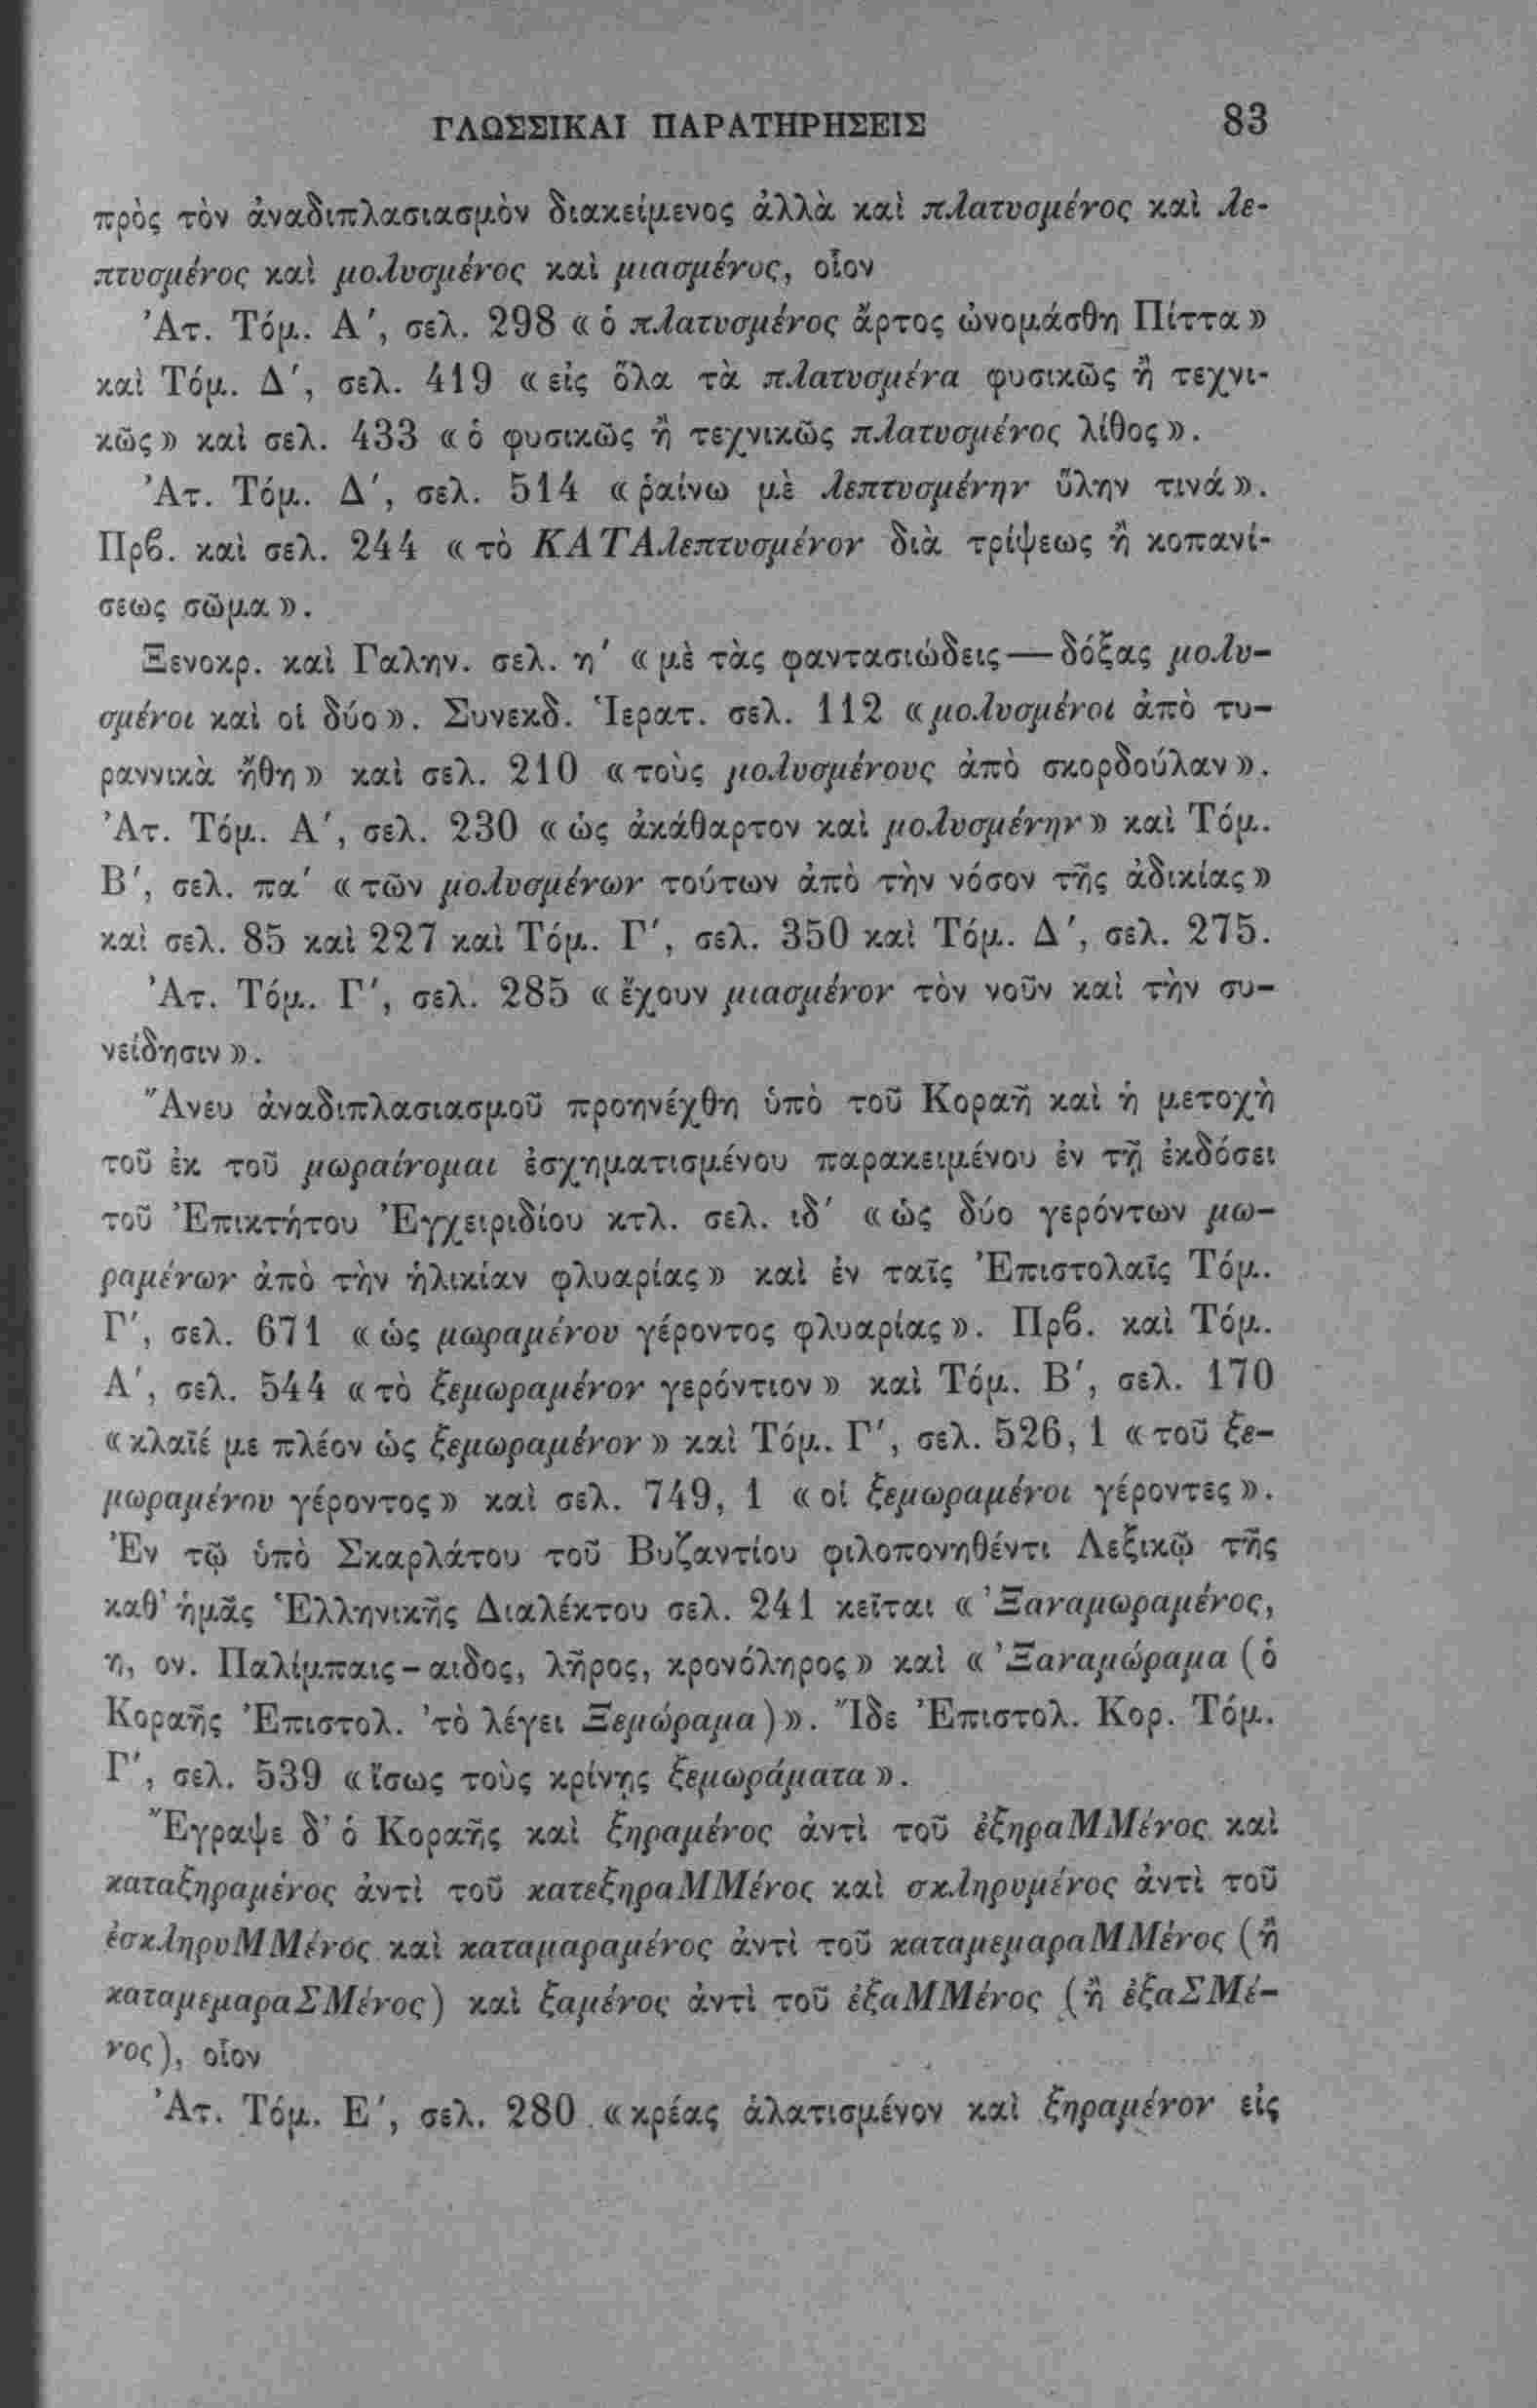 ΓΛΩΣΣΙΚΑΙ ΠΑΡΑΤΗΡΗΣΕΙΣ 83
πρὸς τὸν ἀναδιπλασιασμὸν διακείμενος ἀλλὰ καὶ πλατυσμένος καὶ λε-
πτυσμένος καὶ μολυσμένος καὶ μιασμένος, οἷον
Ἄτ. Τόμ. Α΄, σελ. 298 «ὁ πλατυσμένος ἄρτος ὠνομάσθη Πίττα»
καὶ Τόμ. Δ΄, σελ. 419 «εἰς ὅλα τὰ πλατυσμένα φυσικῶς ἢ τεχνι-
κῶς» καὶ σελ. 433 «ὁ φυσικῶς ἢ τεχνικῶς πλατυσμένος λίθος».
Ἄτ. Τόμ. Δ΄, σελ. 514 «ῥαίνω μὲ λεπτυσμένην ὕλην τινά».
Πρβ. καὶ σελ. 244 «τὸ ΚΑΤΑλεπτυσμένον διὰ τρίψεως ἢ κοπανί-
σεως σῶμα».
Ξενοκρ. καὶ Γαλην. σελ. η΄ «μὲ τὰς φαντασιώδεις — δόξας μολυ-
σμένοι καὶ οἱ δύο». Συνεκδ. Ἱερατ. σελ. 112 «μολυσμένοι ἀπὸ τυ-
ραννικὰ ἤθη» καὶ σελ. 210 «τοὺς μολυσμένους ἀπὸ σκορδούλαν».
Ἄτ. Τόμ. Α΄, σελ. 230 «ὡς ἀκάθαρτον καὶ μολυσμένην» καὶ Τόμ.
Β΄, σελ. πα΄ «τῶν μολυσμένων τούτων ἀπὸ τὴν νόσον τῆς ἀδικίας»
καὶ σελ. 85 καὶ 227 καὶ Τόμ. Γ΄, σελ. 350 καὶ Τόμ. Δ΄, σελ. 275.
Ἄτ. Τόμ. Γ΄, σελ. 285 «ἔχουν μιασμένον τὸν νοῦν καὶ τὴν συ-
νείδησιν».
Ἄνευ ἀναδιπλασιασμοῦ προηνέχθη ὑπὸ τοῦ Κοραῆ καὶ ἡ μετοχὴ
τοῦ ἐκ τοῦ μωραίνομαι ἐσχηματισμένου παρακειμένου ἐν τῇ ἐκδόσει
τοῦ Ἐπικτήτου Ἐγχειριδίου κτλ. σελ. ιδ΄ «ὡς δύο γερόντων μω-
ραμένων ἀπὸ τὴν ἡλικίαν φλυαρίας» καὶ ἐν ταῖς Ἐπιστολαῖς Τόμ.
Γ΄, σελ. 671 «ὡς μωραμένου γέροντος φλυαρίας». Πρβ. καὶ Τόμ.
Α΄, σελ. 544 «τὸ ξεμωραμένον γερόντιον» καὶ Τόμ. Β΄, σελ. 170
«κλαῖέ με πλέον ὡς ξεμωραμένον» καὶ Τόμ. Γ΄, σελ. 526, 1 «τοῦ ξε-
μωραμένου γέροντος» καὶ σελ. 749, 1 «οἱ ξεμωραμένοι γέροντες».
Ἐν τῷ ὑπὸ Σκαρλάτου τοῦ Βυζαντίου φιλοπονηθέντι Λεξικῷ τῆς
καθ᾽ ἡμᾶς Ἑλληνικῆς Διαλέκτου σελ. 241 κεῖται «᾿Ξαναμωραμένος,
η, ον. Παλίμπαις-αιδος, λῆρος, κρονόληρος» καὶ «᾿Ξαναμώραμα (ὁ
Κοραῆς Ἐπιστολ. ᾿τὸ λέγει Ξεμώραμα)». Ἴδε Ἐπιστολ. Κορ. Τόμ.
Γ΄, σελ. 539 «ἴσως τοὺς κρίνῃς ξεμωράματα».
Ἔγραψε δ᾽ ὁ Κοραῆς καὶ ξηραμένος ἀντὶ τοῦ ἐξηραΜΜένος καὶ
καταξηραμένος ἀντὶ τοῦ κατεξηραΜΜένος καὶ σκληρυμένος ἀντὶ τοῦ
ἐσκληρυΜΜένος καὶ καταμαραμένος ἀντὶ τοῦ καταμεμαραΜΜένος (ἢ
καταμεμαραΣΜένος) καὶ ξαμένος ἀντὶ τοῦ ἐξαΜΜένος (ἢ ἐξαΣΜέ-
νος), οἷον
Ἄτ. Τόμ. Ε΄, σελ. 280 «κρέας ἁλατισμένον καὶ ξηραμένον εἰς